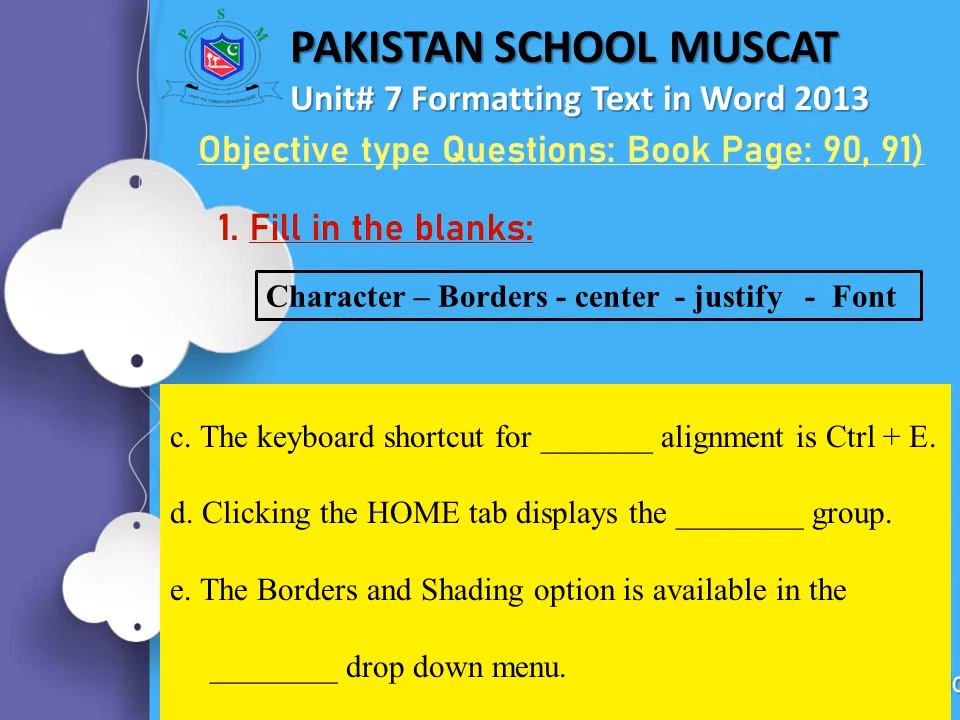 P S M
PAKISTAN SCHOOL MUSCAT
Unit# 7 Formatting Text in Word 2013
Objective type Questions: Book Page: 90, 91)
1. Fill in the blanks:
Character – Borders - center - justify - Font
c. The keyboard shortcut for _______ alignment is Ctrl + E.
d. Clicking the HOME tab displays the ________ group.
e. The Borders and Shading option is available in the
________ drop down menu.